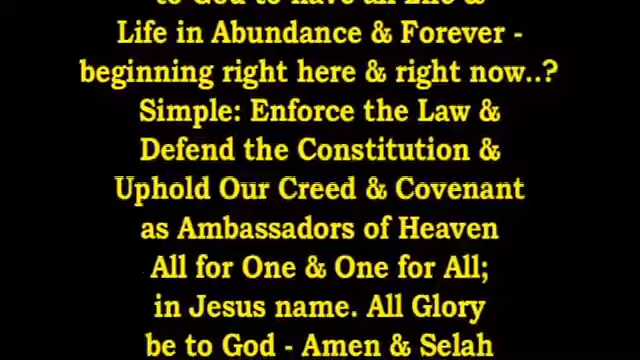 to God to have an Life &
Life in Abundance & Forever -
beginning right here & right now..?
Simple: Enforce the Law &
Defend the Constitution &
Uphold Our Creed & Covenant
as Ambassadors of Heaven
All for One & One for All;
in Jesus name. All Glory
be to God - Amen & Selah